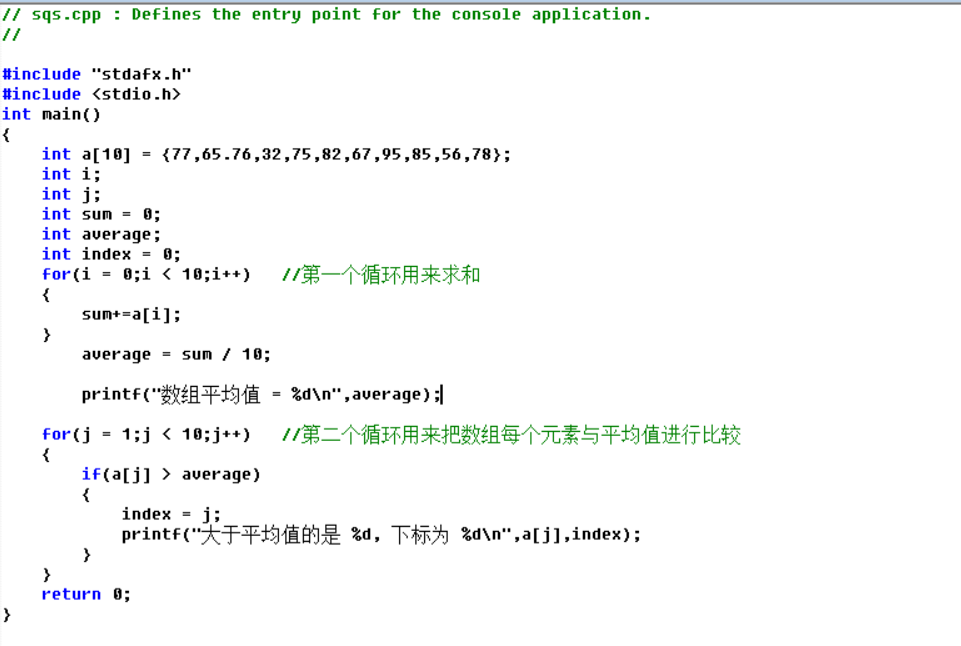 // sqs.cpp : Defines the entry point for the console application.
//
#include "stdafx.h"
#include <stdio.h>
int main()
{
int a[10] = {77,65.76,32,75,82,67,95,85,56,78};
int i;
int j;
int sum = 0;
int average;
int index = 0;
for(i = 0;i < 10;i++) //第一个循环用来求和
{
sum+=a[i];
}
average = sum / 10;
printf("数组平均值 = %d\n",average);
for(j = 1;j < 10;j++) //第二个循环用来把数组每个元素与平均值进行比较
{
if(a[j] > average)
{
index = j;
printf("大于平均值的是 %d, 下标为 %d\n",a[j],index);
}
}
return 0;
}